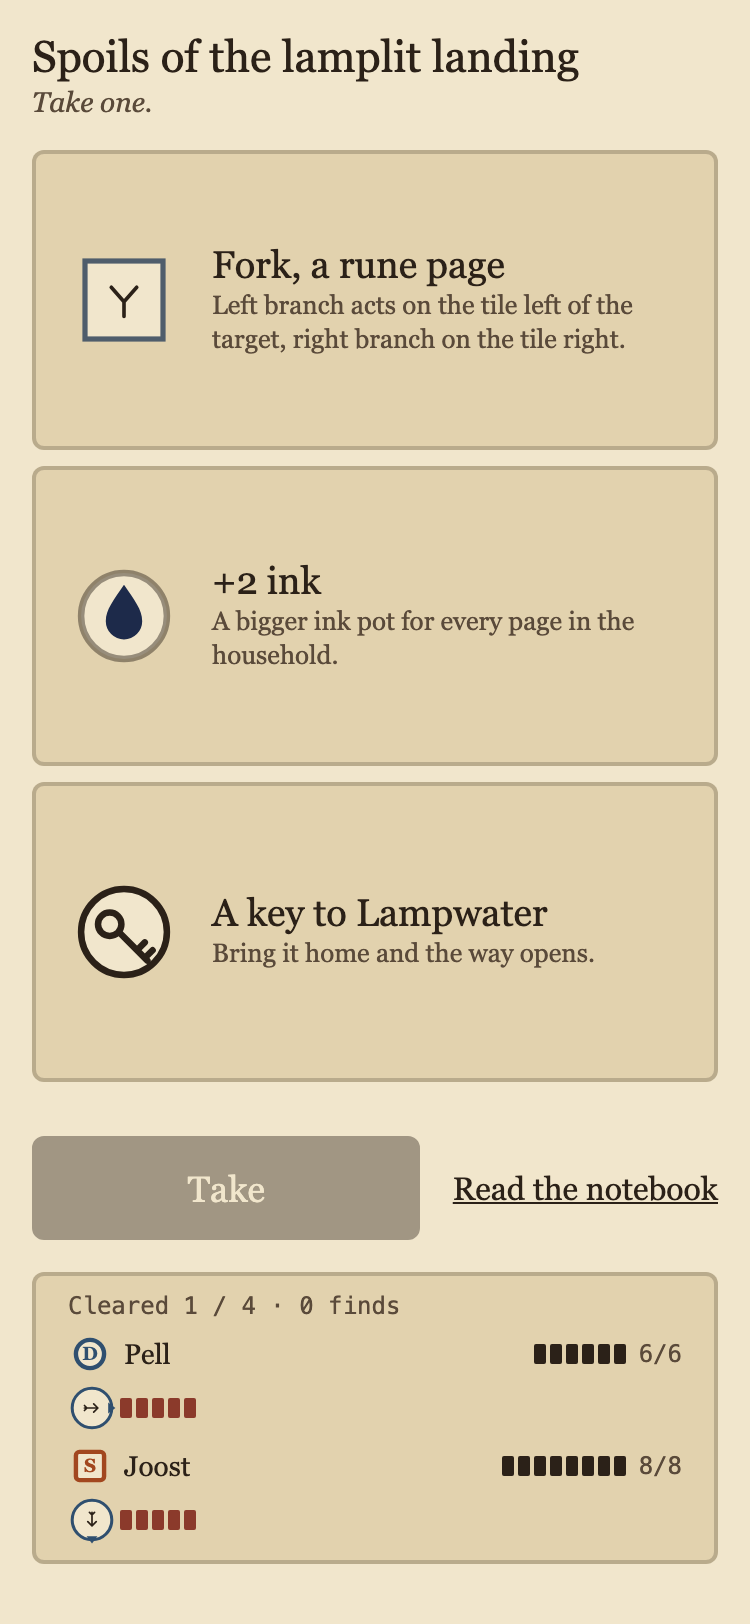 Spoils of the lamplit landing
Take one.
Fork, a rune page
Left branch acts on the tile left of the
target, right branch on the tile right.
+2 ink
A bigger ink pot for every page in the
household.
A key to Lampwater
Bring it home and the way opens.
Take
Read the notebook
Cleared 1 / 4 · 0 finds
D Pell 6/6
S Joost 8/8